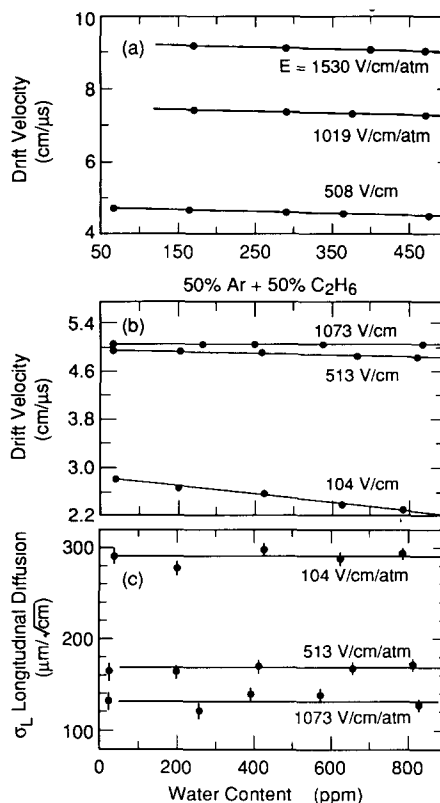 10
(a)
E = 1530 V/cm/atm
8
1019 V/cm/atm
6
508 V/cm
4
Drift Velocity
(cm/μs)
50 150 250 350 450
50% Ar + 50% C2H6
5.4
(b)
1073 V/cm
4.6
513 V/cm
3.0
104 V/cm
2.2
Drift Velocity
(cm/μs)
300
(c)
104 V/cm/atm
200
513 V/cm/atm
100
1073 V/cm/atm
σL Longitudinal Diffusion
(μm/√cm)
0 200 400 600 800
Water Content (ppm)